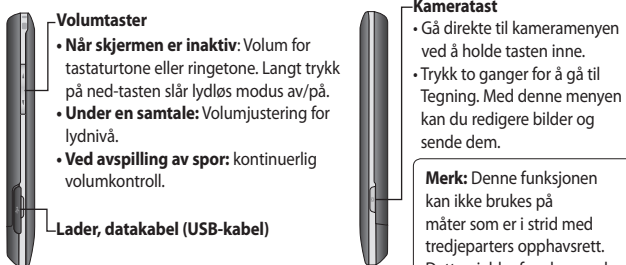 Volumtaster
• Når skjermen er inaktiv: Volum for
tastaturtone eller ringetone. Langt trykk
på ned-tasten slår lydløs modus av/på.
• Under en samtale: Volumjustering for
lydnivå.
• Ved avspilling av spor: kontinuerlig
volumkontroll.
Lader, datakabel (USB-kabel)
Kameratast
• Gå direkte til kameramenyen
ved å holde tasten inne.
• Trykk to ganger for å gå til
Tegning. Med denne menyen
kan du redigere bilder og
sende dem.
Merk: Denne funksjonen
kan ikke brukes på
måter som er i strid med
tredjeparters opphavsrett.